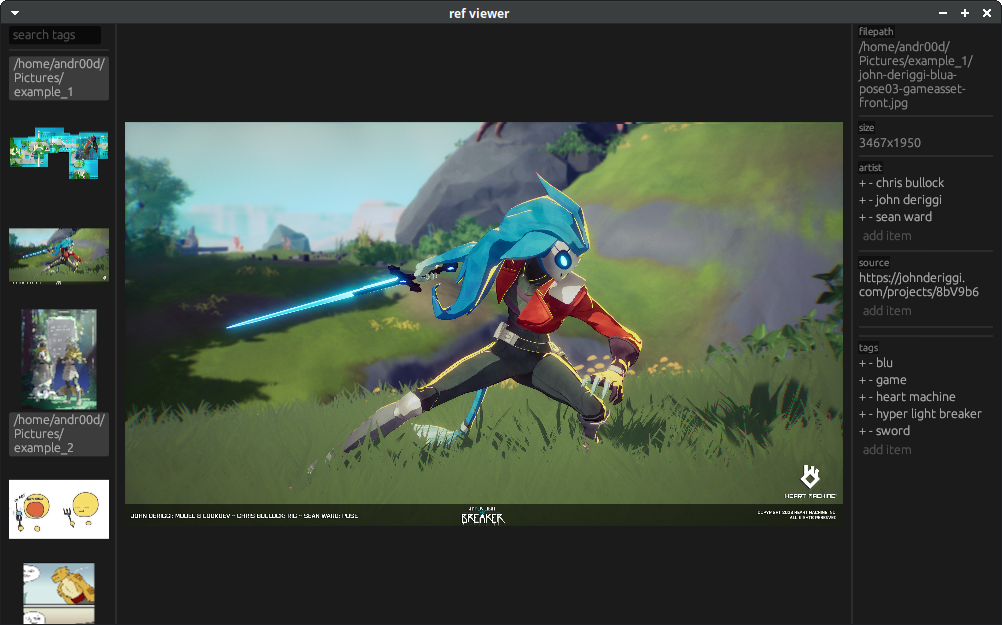 ref viewer
search tags
/home/andr00d/
Pictures/
example_1
/home/andr00d/
Pictures/
example_2
JOHN DERIGGI: MODEL & LOOKDEV - CHRIS BULLOCK: RIG - SEAN WARD: POSE
BREAKER
HEART MACHINE
filepath
/home/andr00d/
Pictures/example_1/
john-deriggi-blua-
pose03-gameasset-
front.jpg
size
3467x1950
artist
+ - chris bullock
+ - john deriggi
+ - sean ward
add item
source
https://johnderiggi.
com/projects/8bV9b6
add item
tags
+ - blu
+ - game
+ - heart machine
+ - hyper light breaker
+ - sword
add item